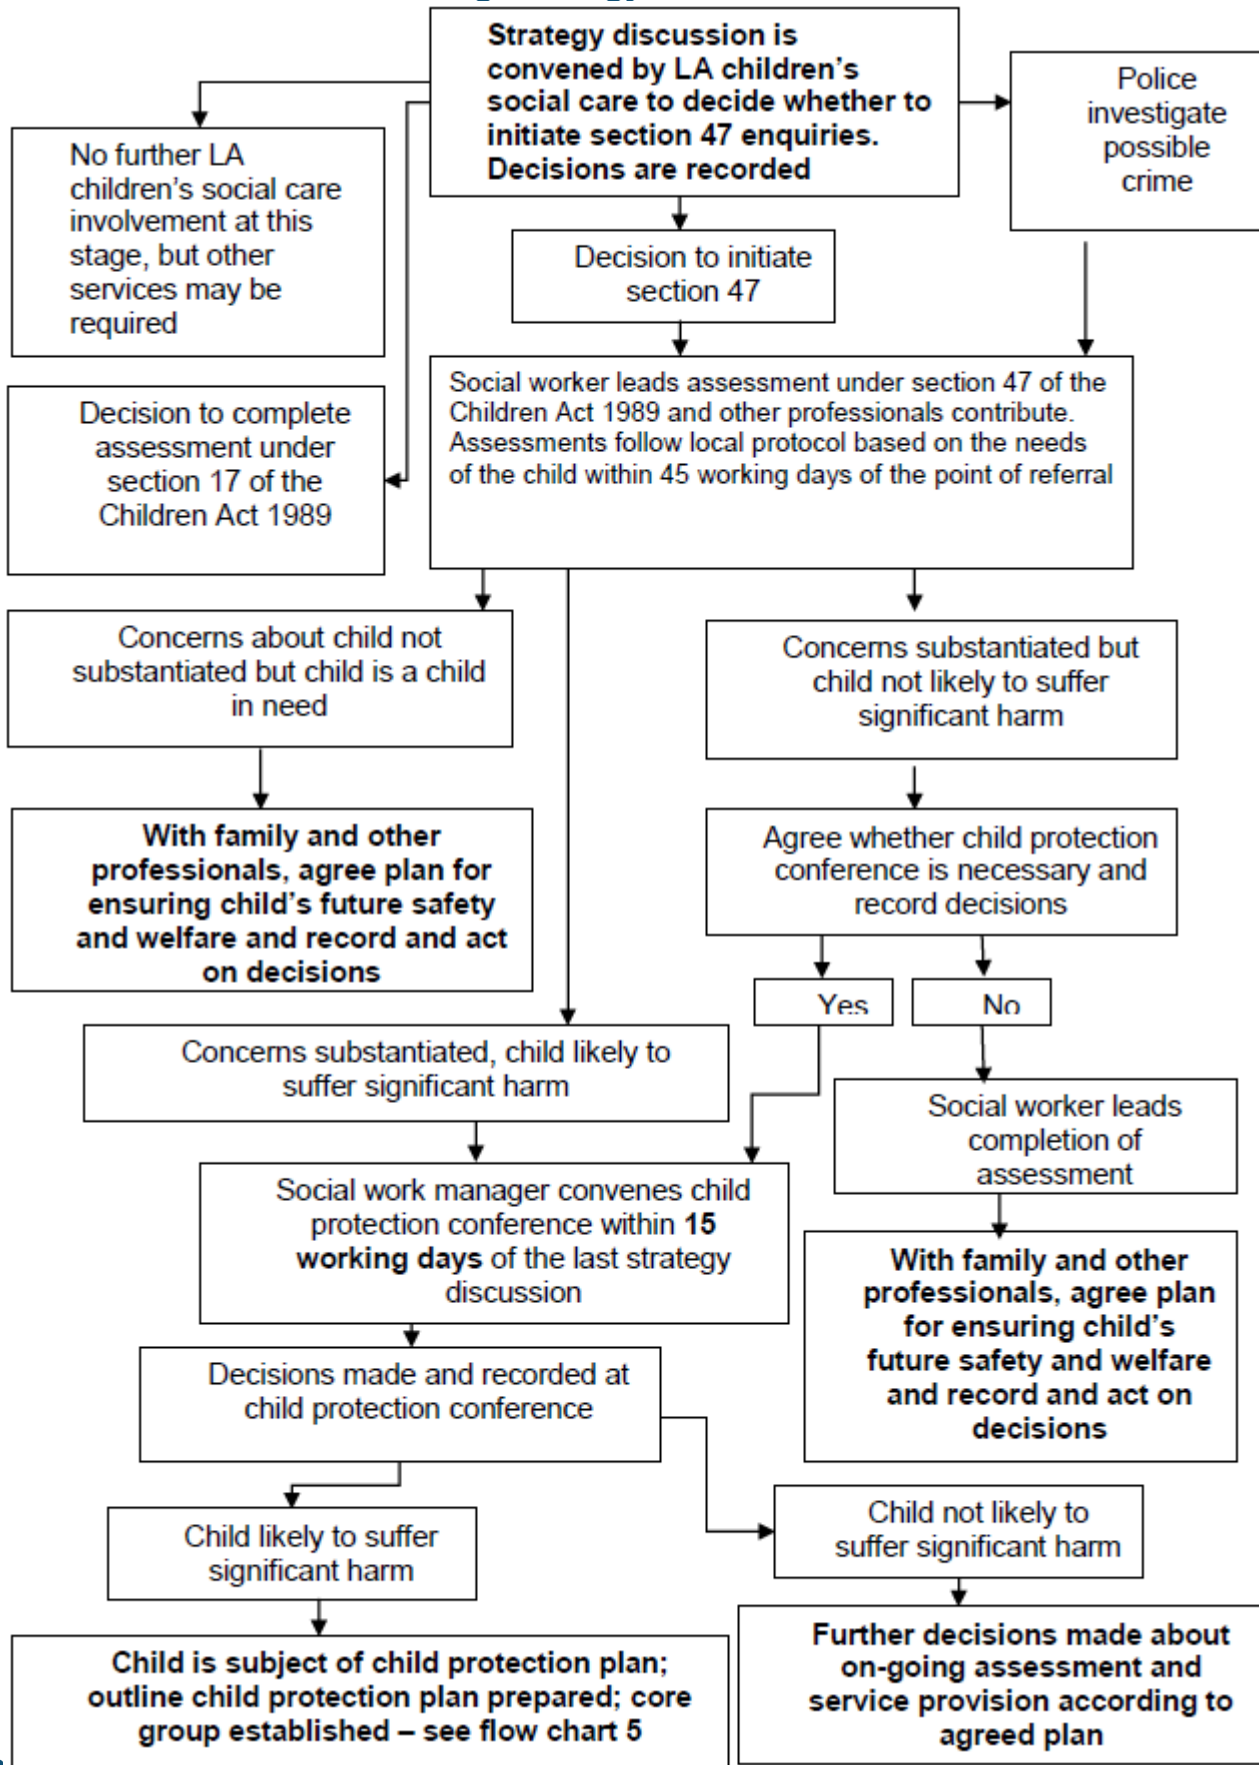 Strategy discussion is
convened by LA children's
social care to decide whether to
initiate section 47 enquiries.
Decisions are recorded
Police
investigate
possible
crime
No further LA
children's social care
involvement at this
stage, but other
services may be
required
Decision to initiate
section 47
Social worker leads assessment under section 47 of the
Children Act 1989 and other professionals contribute.
Assessments follow local protocol based on the needs
of the child within 45 working days of the point of referral
Decision to complete
assessment under
section 17 of the
Children Act 1989
Concerns about child not
substantiated but child is a child
in need
Concerns substantiated but
child not likely to suffer
significant harm
With family and other
professionals, agree plan for
ensuring child's future safety
and welfare and record and act
on decisions
Agree whether child protection
conference is necessary and
record decisions
Yes
No
Concerns substantiated, child likely to
suffer significant harm
Social worker leads
completion of
assessment
Social work manager convenes child
protection conference within 15
working days of the last strategy
discussion
With family and other
professionals, agree plan
for ensuring child's
future safety and welfare
and record and act on
decisions
Decisions made and recorded at
child protection conference
Child likely to suffer
significant harm
Child not likely to
suffer significant harm
Child is subject of child protection plan;
outline child protection plan prepared; core
group established – see flow chart 5
Further decisions made about
on-going assessment and
service provision according to
agreed plan